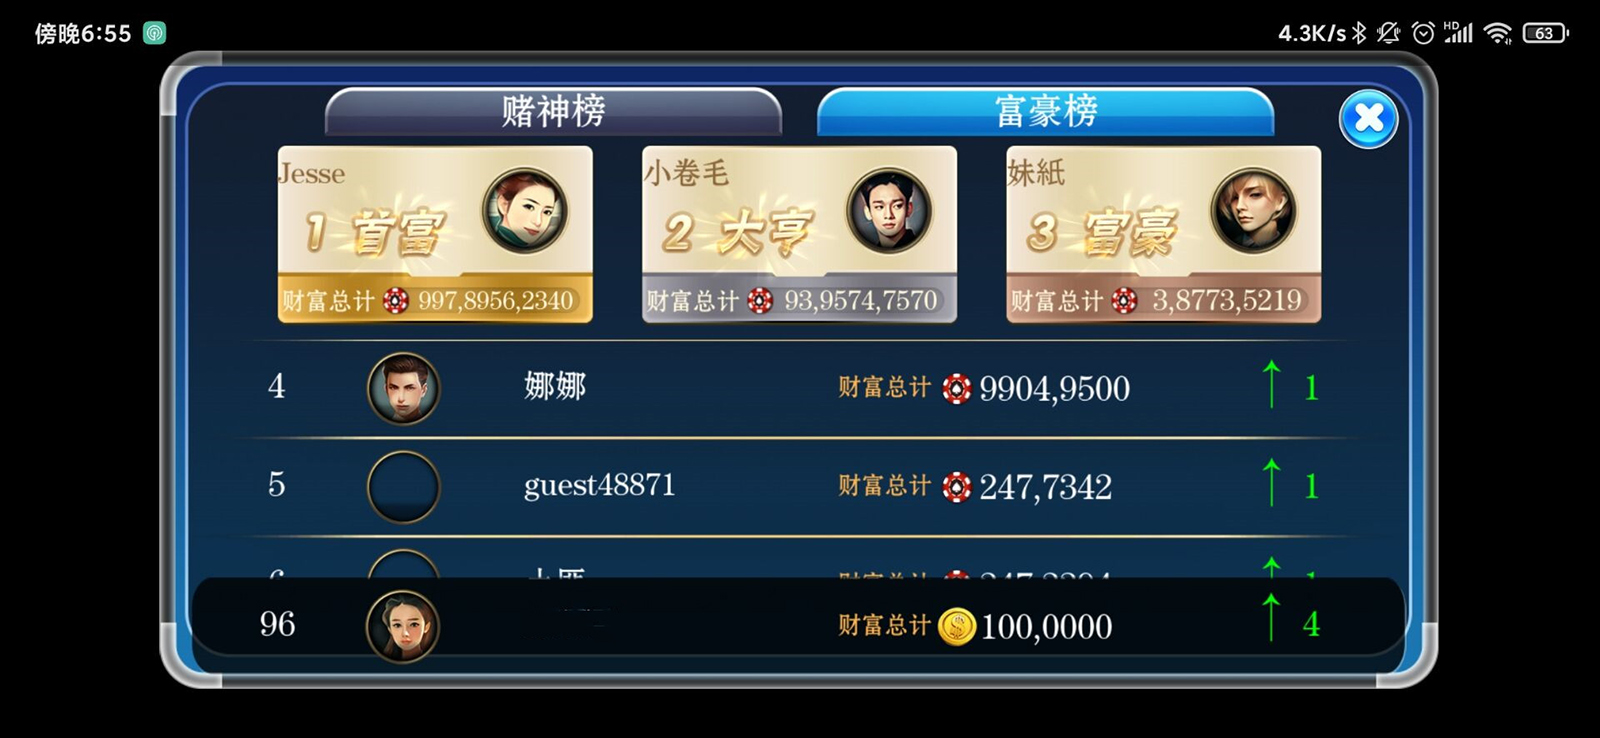 傍晚6:55
4.3K/s HD 63
赌神榜 富豪榜
Jesse
1 首富
财富总计 997,8956,2340
小卷毛
2 大亨
财富总计 93,9574,7570
妹紙
3 富豪
财富总计 3,8773,5219
4 娜娜 财富总计 9904,9500 ↑ 1
5 guest48871 财富总计 247,7342 ↑ 1
96 财富总计 100,0000 ↑ 4